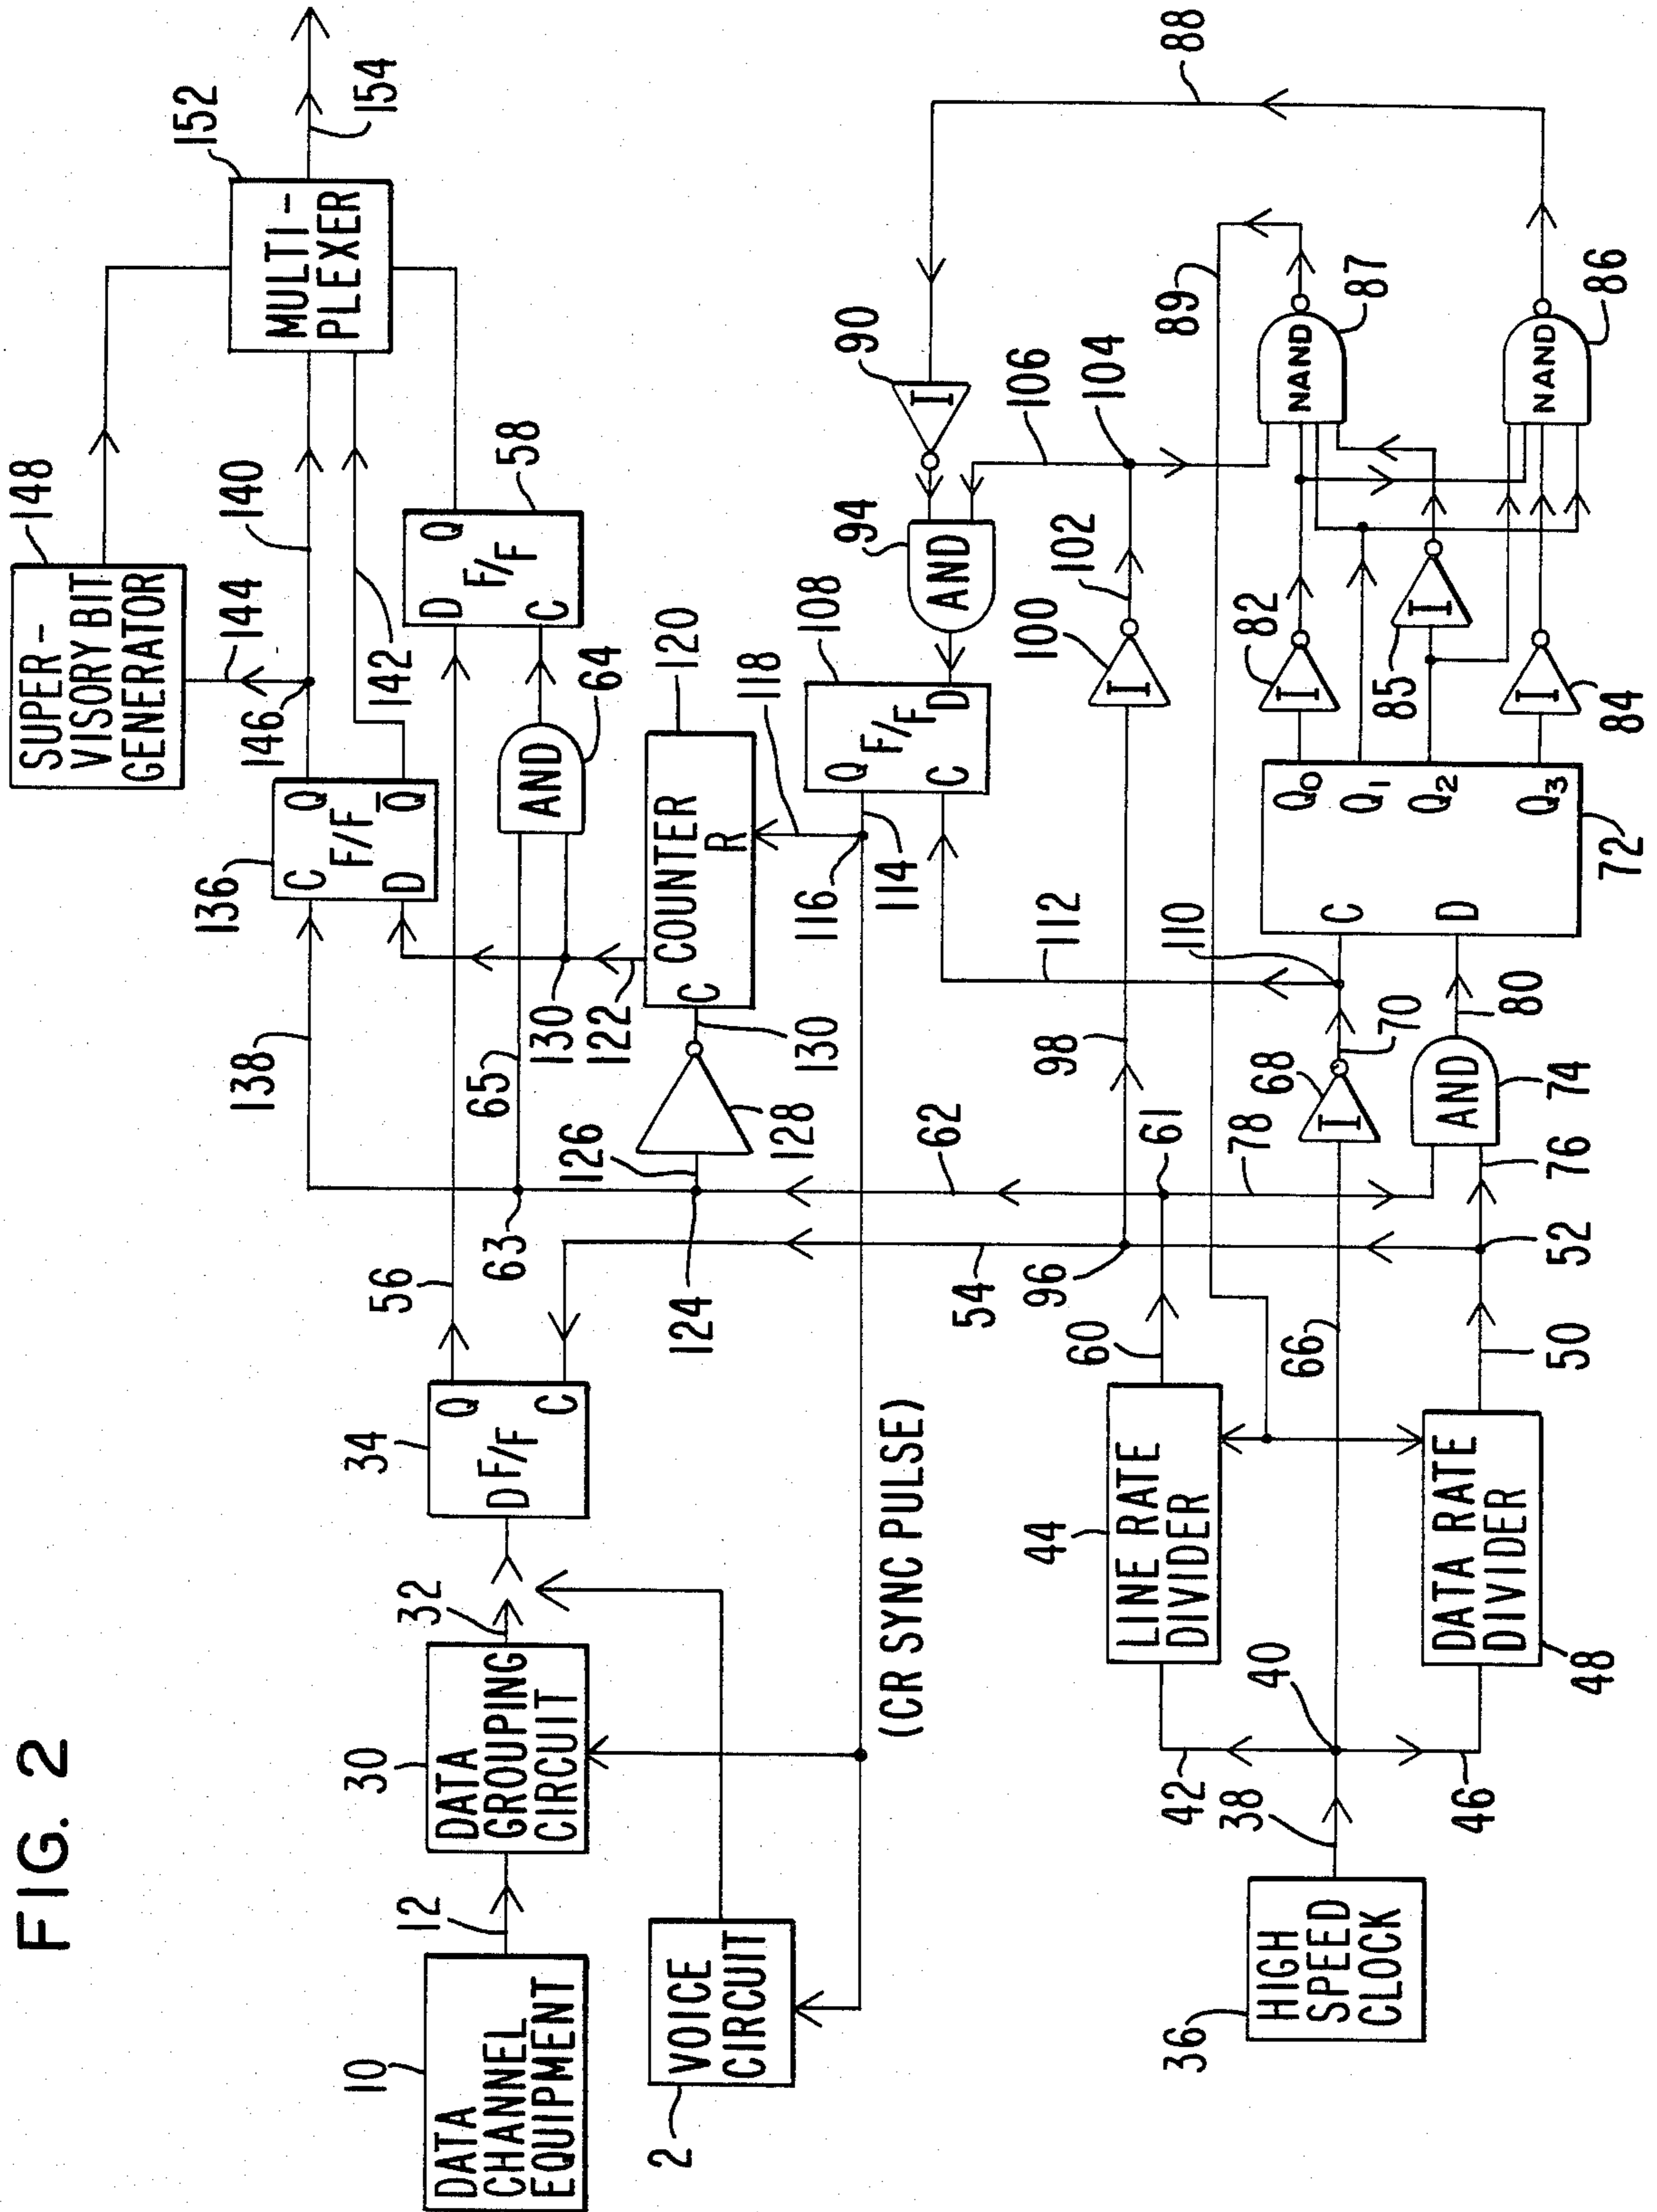 FIG. 2
10
DATA
CHANNEL
EQUIPMENT
12
30
DATA
GROUPING
CIRCUIT
32
2
VOICE
CIRCUIT
34
Q
D F/F
C
56
(CR SYNC PULSE)
36
HIGH
SPEED
CLOCK
38
40
42
46
44
LINE RATE
DIVIDER
48
DATA RATE
DIVIDER
60
66
50
52
54
96
61
62
78
76
74
AND
80
68
I
70
110
112
98
63
124
126
128
130
65
138
130
122
120
COUNTER
C
R
118
116
114
136
C
Q
F/F
D
Q
146
144
148
SUPER-
VISORY BIT
GENERATOR
140
142
64
AND
58
D
Q
F/F
C
152
MULTI-
PLEXER
154
108
Q
F/F
D
C
94
AND
90
I
88
106
104
102
100
I
89
72
C
D
Q0
Q1
Q2
Q3
82
I
85
I
84
I
87
NAND
86
NAND